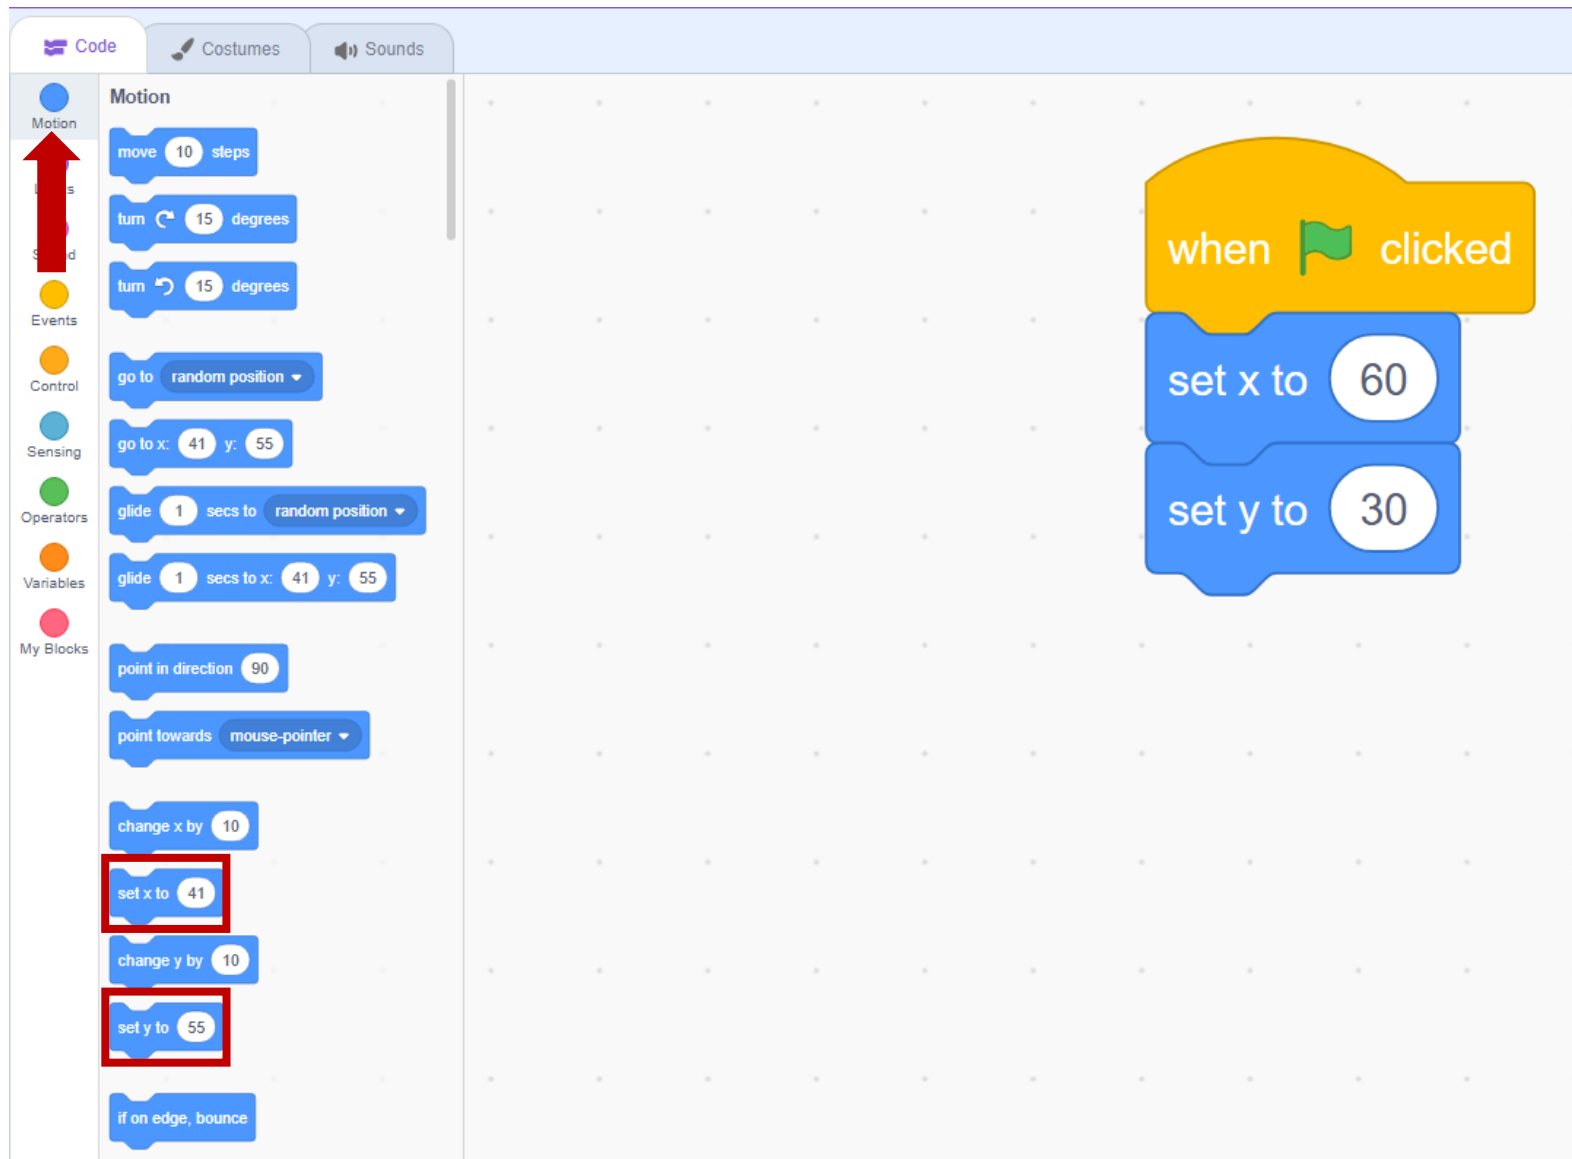 Code
Costumes
Sounds
Motion
Events
Control
Sensing
Operators
Variables
My Blocks
Motion
move 10 steps
turn 15 degrees
turn 15 degrees
go to random position
go to x: 41 y: 55
glide 1 secs to random position
glide 1 secs to x: 41 y: 55
point in direction 90
point towards mouse-pointer
change x by 10
set x to 41
change y by 10
set y to 55
if on edge, bounce
when clicked
set x to 60
set y to 30